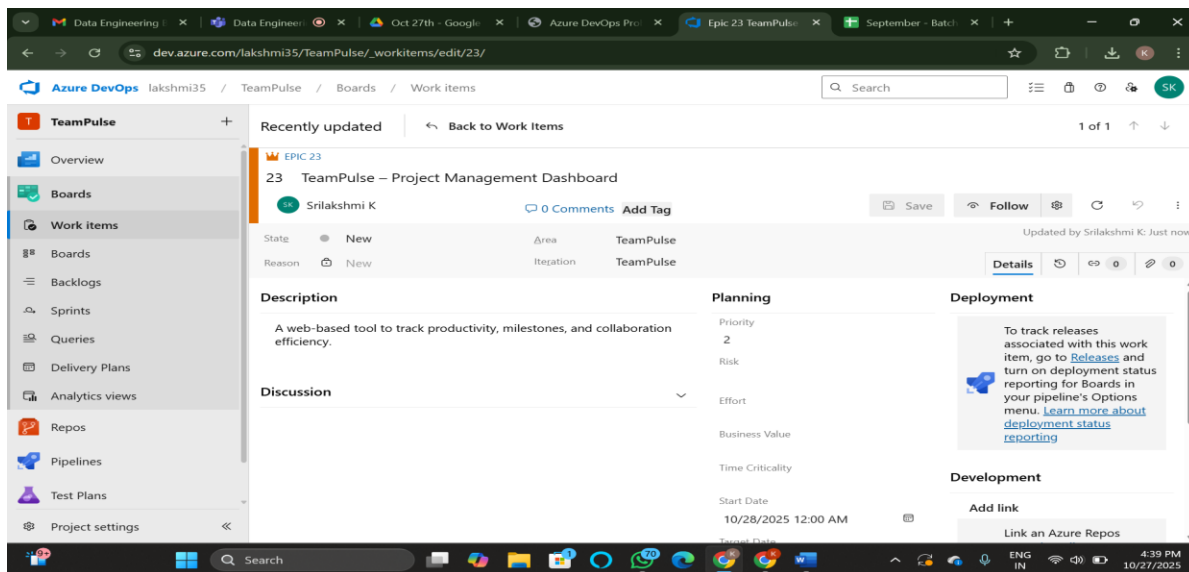 Data Engineering
Data Engineeri
Oct 27th - Google
Azure DevOps Pro
Epic 23 TeamPulse
September - Batch
dev.azure.com/lakshmi35/TeamPulse/_workitems/edit/23/
K
Azure DevOps lakshmi35 / TeamPulse / Boards / Work items
Search
SK
T TeamPulse +
Recently updated
Back to Work Items
1 of 1
Overview
Boards
Work items
Boards
Backlogs
Sprints
Queries
Delivery Plans
Analytics views
Repos
Pipelines
Test Plans
Project settings
EPIC 23
23 TeamPulse – Project Management Dashboard
SK Srilakshmi K
0 Comments Add Tag
Save
Follow
State New
Area TeamPulse
Updated by Srilakshmi K: Just now
Reason New
Iteration TeamPulse
Details 0 0
Description
A web-based tool to track productivity, milestones, and collaboration
efficiency.
Discussion
Planning
Priority
2
Risk
Effort
Business Value
Time Criticality
Start Date
10/28/2025 12:00 AM
Target Date
Deployment
To track releases
associated with this work
item, go to Releases and
turn on deployment status
reporting for Boards in
your pipeline's Options
menu. Learn more about
deployment status
reporting
Development
Add link
Link an Azure Repos
9+
Search
1
70
ENG
IN
4:39 PM
10/27/2025